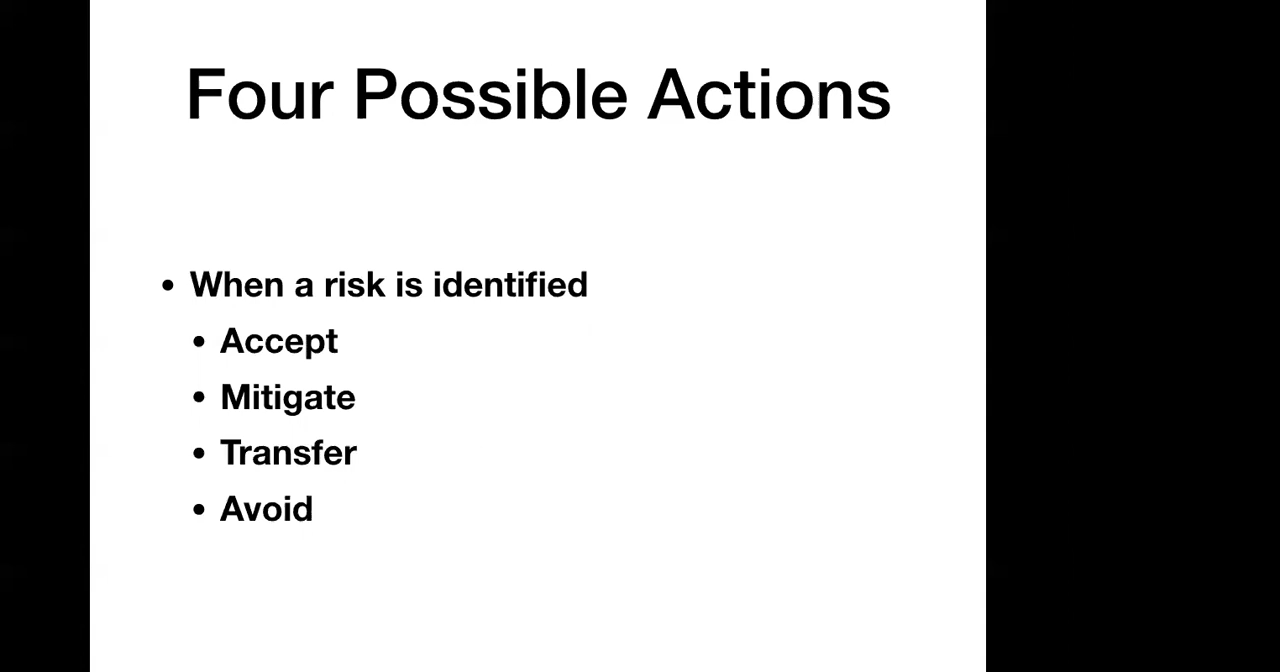 Four Possible Actions
• When a risk is identified
• Accept
• Mitigate
• Transfer
• Avoid